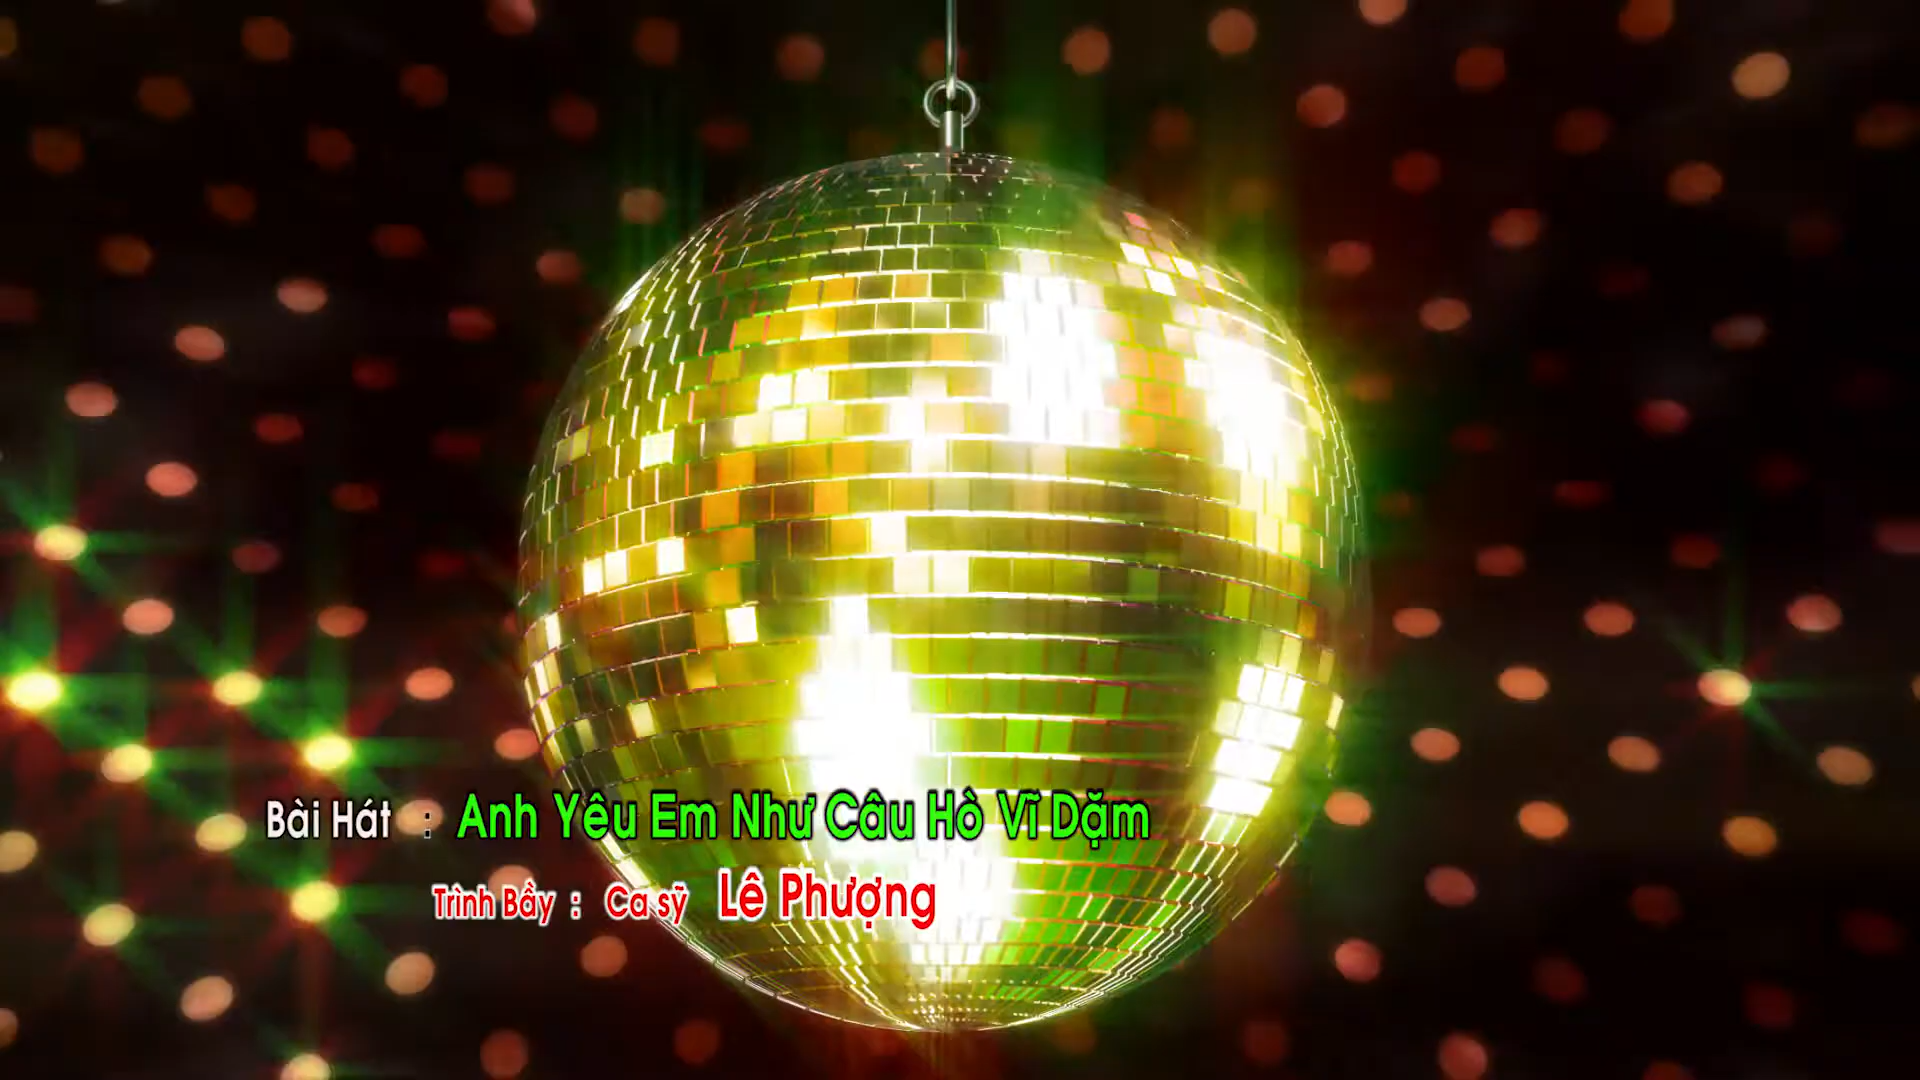 Bài Hát : Anh Yêu Em Như Câu Hò Vĩ Dặm
Trình Bầy : Ca sỹ Lê Phượng